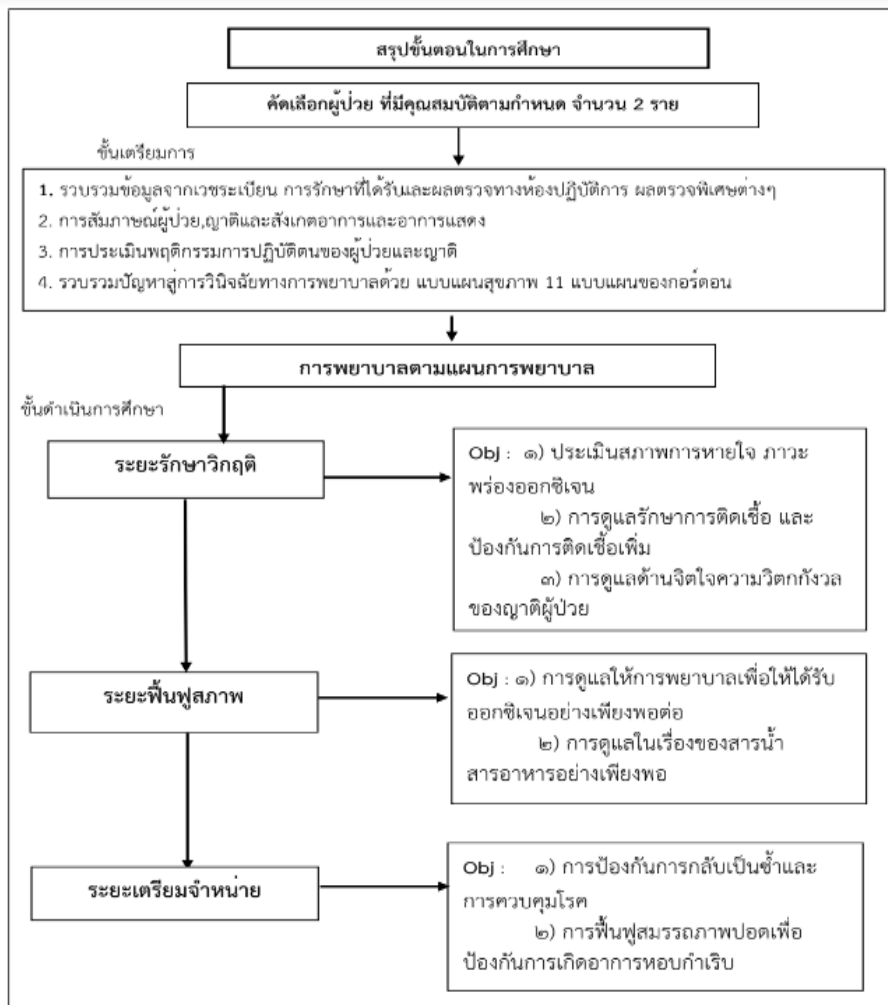 สรุปขั้นตอนในการศึกษา
คัดเลือกผู้ป่วย ที่มีคุณสมบัติตามกำหนด จำนวน 2 ราย
ขั้นเตรียมการ
1. รวบรวมข้อมูลจากเวชระเบียน การรักษาที่ได้รับและผลตรวจทางห้องปฏิบัติการ ผลตรวจพิเศษต่างๆ
2. การสัมภาษณ์ผู้ป่วย,ญาติและสังเกตอาการและอาการแสดง
3. การประเมินพฤติกรรมการปฏิบัติตนของผู้ป่วยและญาติ
4. รวบรวมปัญหาสู่การวินิจฉัยทางการพยาบาลด้วย แบบแผนสุขภาพ 11 แบบแผนของกอร์ดอน
การพยาบาลตามแผนการพยาบาล
ขั้นดำเนินการศึกษา
ระยะรักษาวิกฤติ
Obj : ๑) ประเมินสภาพการหายใจ ภาวะ
พร่องออกซิเจน
๒) การดูแลรักษาการติดเชื้อ และ
ป้องกันการติดเชื้อเพิ่ม
๓) การดูแลด้านจิตใจความวิตกกังวล
ของญาติผู้ป่วย
ระยะฟื้นฟูสภาพ
Obj : ๑) การดูแลให้การพยาบาลเพื่อให้ได้รับ
ออกซิเจนอย่างเพียงพอต่อ
๒) การดูแลในเรื่องของสารน้ำ
สารอาหารอย่างเพียงพอ
ระยะเตรียมจำหน่าย
Obj : ๑) การป้องกันการกลับเป็นซ้ำและ
การควบคุมโรค
๒) การฟื้นฟูสมรรถภาพปอดเพื่อ
ป้องกันการเกิดอาการหอบกำเริบ